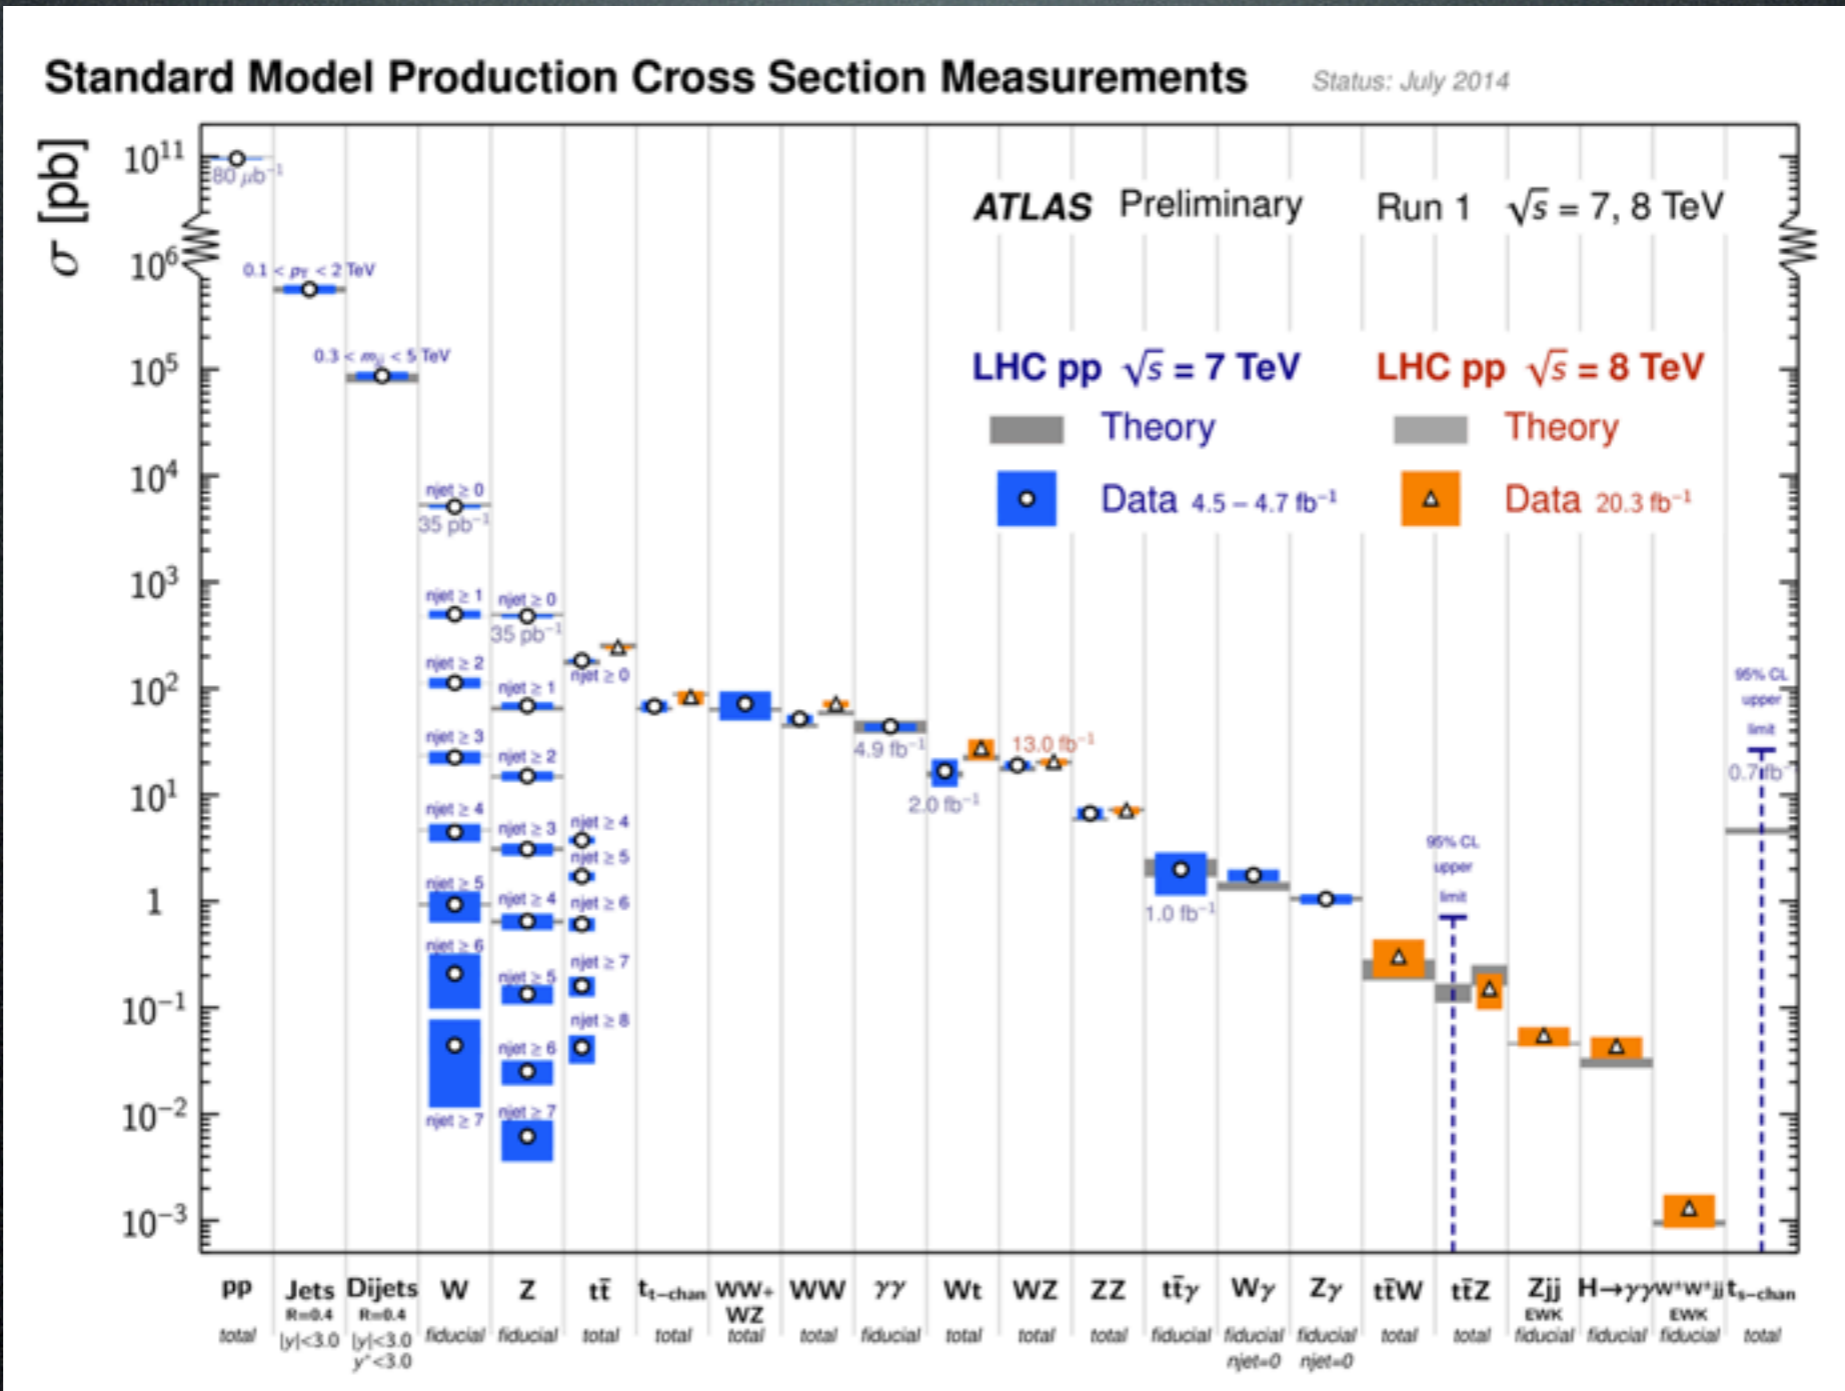 Standard Model Production Cross Section Measurements Status: July 2014
σ [pb]
10¹¹
10⁶
10⁵
10⁴
10³
10²
10¹
1
10⁻¹
10⁻²
10⁻³
ATLAS Preliminary Run 1 √s = 7, 8 TeV
LHC pp √s = 7 TeV
Theory
Data 4.5 – 4.7 fb⁻¹
LHC pp √s = 8 TeV
Theory
Data 20.3 fb⁻¹
80 μb⁻¹
0.1 < pT < 2 TeV
0.3 < mjj < 5 TeV
njet ≥ 0
35 pb⁻¹
njet ≥ 1
njet ≥ 2
njet ≥ 3
njet ≥ 4
njet ≥ 5
njet ≥ 6
njet ≥ 7
njet ≥ 0
35 pb⁻¹
njet ≥ 1
njet ≥ 2
njet ≥ 3
njet ≥ 4
njet ≥ 5
njet ≥ 6
njet ≥ 7
njet ≥ 0
njet ≥ 4
njet ≥ 5
njet ≥ 6
njet ≥ 7
njet ≥ 8
4.9 fb⁻¹
2.0 fb⁻¹
13.0 fb⁻¹
1.0 fb⁻¹
95% CL
upper
limit
95% CL
upper
limit
0.7 fb⁻
pp
total
Jets
R=0.4
|y|<3.0
Dijets
R=0.4
|y|<3.0
y*<3.0
W
fiducial
Z
fiducial
tt̄
total
t t−chan
total
WW+
WZ
total
WW
total
γγ
fiducial
Wt
total
WZ
total
ZZ
total
tt̄γ
fiducial
Wγ
fiducial
njet=0
Zγ
fiducial
njet=0
tt̄W
total
tt̄Z
total
Zjj
EWK
fiducial
H→γγ
fiducial
W±W±jj
EWK
fiducial
t s−chan
total